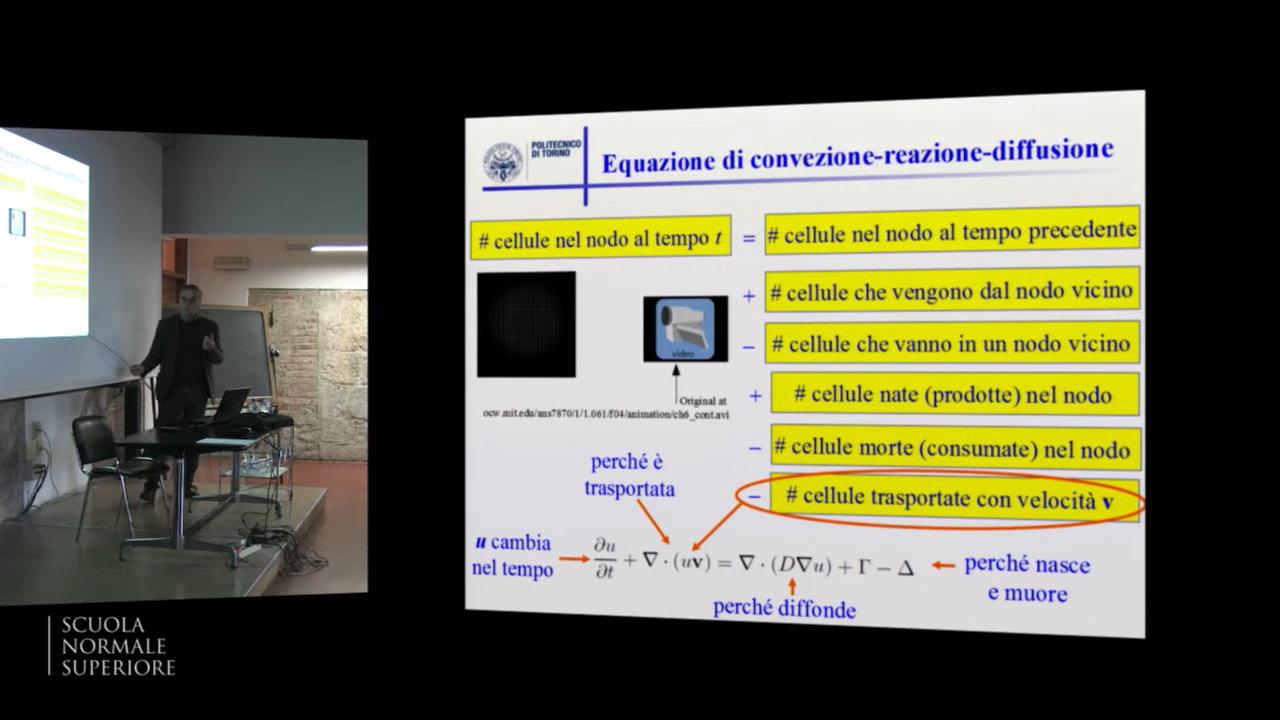 POLITECNICO
DI TORINO
Equazione di convezione-reazione-diffusione
# cellule nel nodo al tempo t = # cellule nel nodo al tempo precedente
+ # cellule che vengono dal nodo vicino
− # cellule che vanno in un nodo vicino
+ # cellule nate (prodotte) nel nodo
− # cellule morte (consumate) nel nodo
− # cellule trasportate con velocità v
video
Original at
ocw.mit.edu/ans7870/1/1.061/f04/animation/ch6_cont.avi
perché è
trasportata
u cambia
nel tempo
∂u/∂t + ∇ · (uv) = ∇ · (D∇u) + Γ − Δ
perché nasce
e muore
perché diffonde
SCUOLA
NORMALE
SUPERIORE